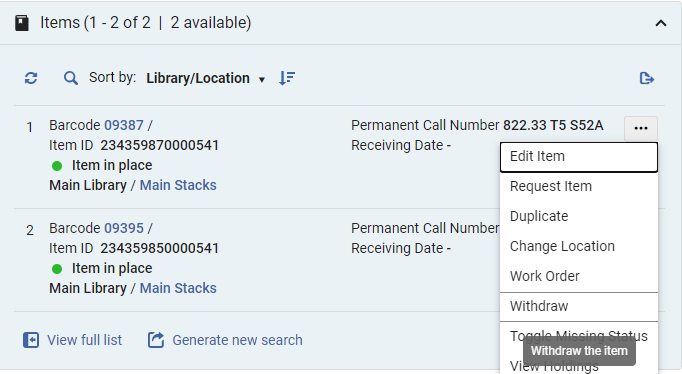 Items (1 - 2 of 2 | 2 available)
Sort by: Library/Location
1 Barcode 09387 / Permanent Call Number 822.33 T5 S52A
Item ID 234359870000541 Receiving Date -
Item in place
Main Library / Main Stacks
Edit Item
Request Item
Duplicate
Change Location
Work Order
Withdraw
Toggle Missing Status
Withdraw the item
View Holdings
2 Barcode 09395 / Permanent Call Number
Item ID 234359850000541 Receiving Date -
Item in place
Main Library / Main Stacks
View full list Generate new search